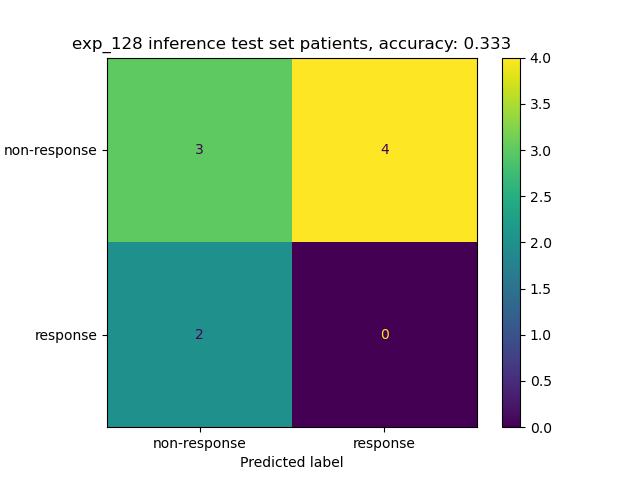 exp_128 inference test set patients, accuracy: 0.333
non-response
response
3
4
2
0
non-response
response
Predicted label
4.0
3.5
3.0
2.5
2.0
1.5
1.0
0.5
0.0